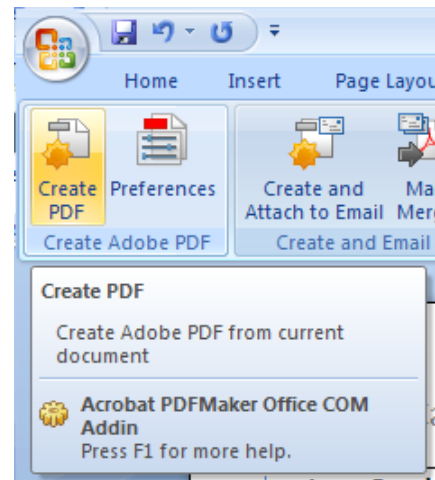 Home Insert Page Layou
Create Preferences Create and Ma
PDF Attach to Email Merg
Create Adobe PDF Create and Email
Create PDF
Create Adobe PDF from current
document
Acrobat PDFMaker Office COM
Addin
Press F1 for more help.